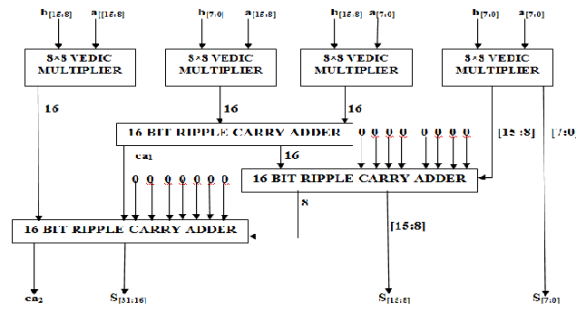 b[15:8] a[15:8] b[7:0] a[15:8] b[15:8] a[7:0] b[7:0] a[7:0]
8×8 VEDIC MULTIPLIER
8×8 VEDIC MULTIPLIER
8×8 VEDIC MULTIPLIER
8×8 VEDIC MULTIPLIER
16 16 16
16 BIT RIPPLE CARRY ADDER 0 0 0 0 0 0 0 0 [15 :8] [7:0]
ca1 16
0 0 0 0 0 0 0
16 BIT RIPPLE CARRY ADDER
8
16 BIT RIPPLE CARRY ADDER [15:8]
ca2 S[31:16] S[15:8] S[7:0]